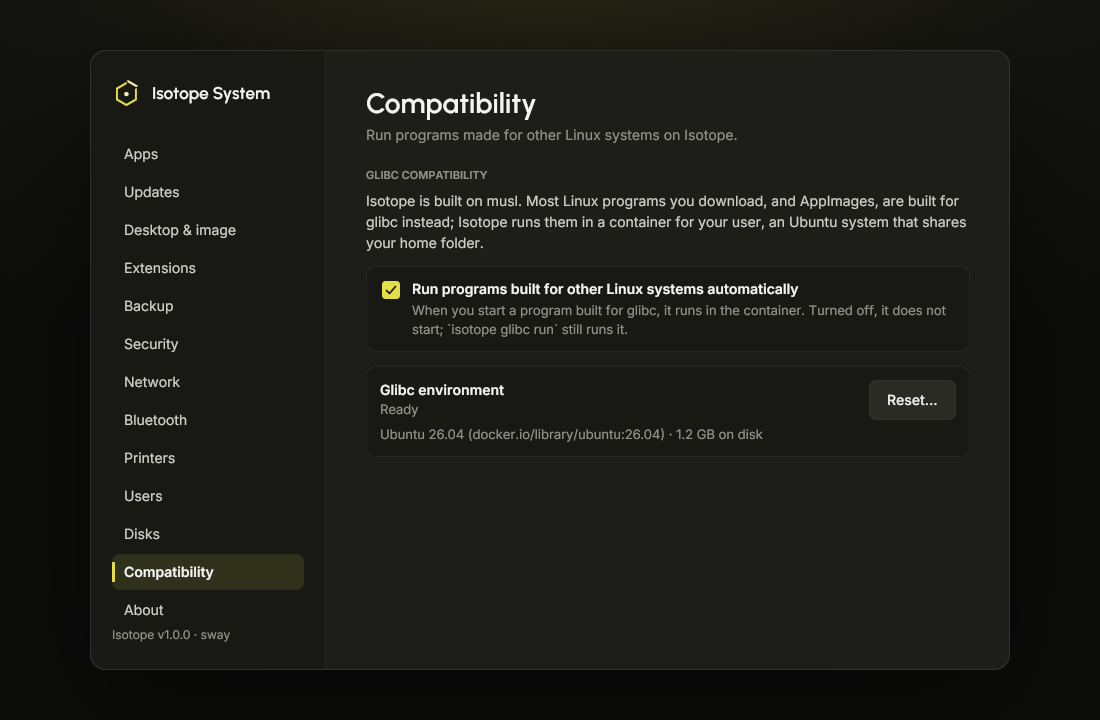 Isotope System
Apps
Updates
Desktop & image
Extensions
Backup
Security
Network
Bluetooth
Printers
Users
Disks
Compatibility
About
Isotope v1.0.0 · sway
Compatibility
Run programs made for other Linux systems on Isotope.
GLIBC COMPATIBILITY
Isotope is built on musl. Most Linux programs you download, and AppImages, are built for
glibc instead; Isotope runs them in a container for your user, an Ubuntu system that shares
your home folder.
Run programs built for other Linux systems automatically
When you start a program built for glibc, it runs in the container. Turned off, it does not
start; `isotope glibc run` still runs it.
Glibc environment
Ready
Ubuntu 26.04 (docker.io/library/ubuntu:26.04) · 1.2 GB on disk
Reset...